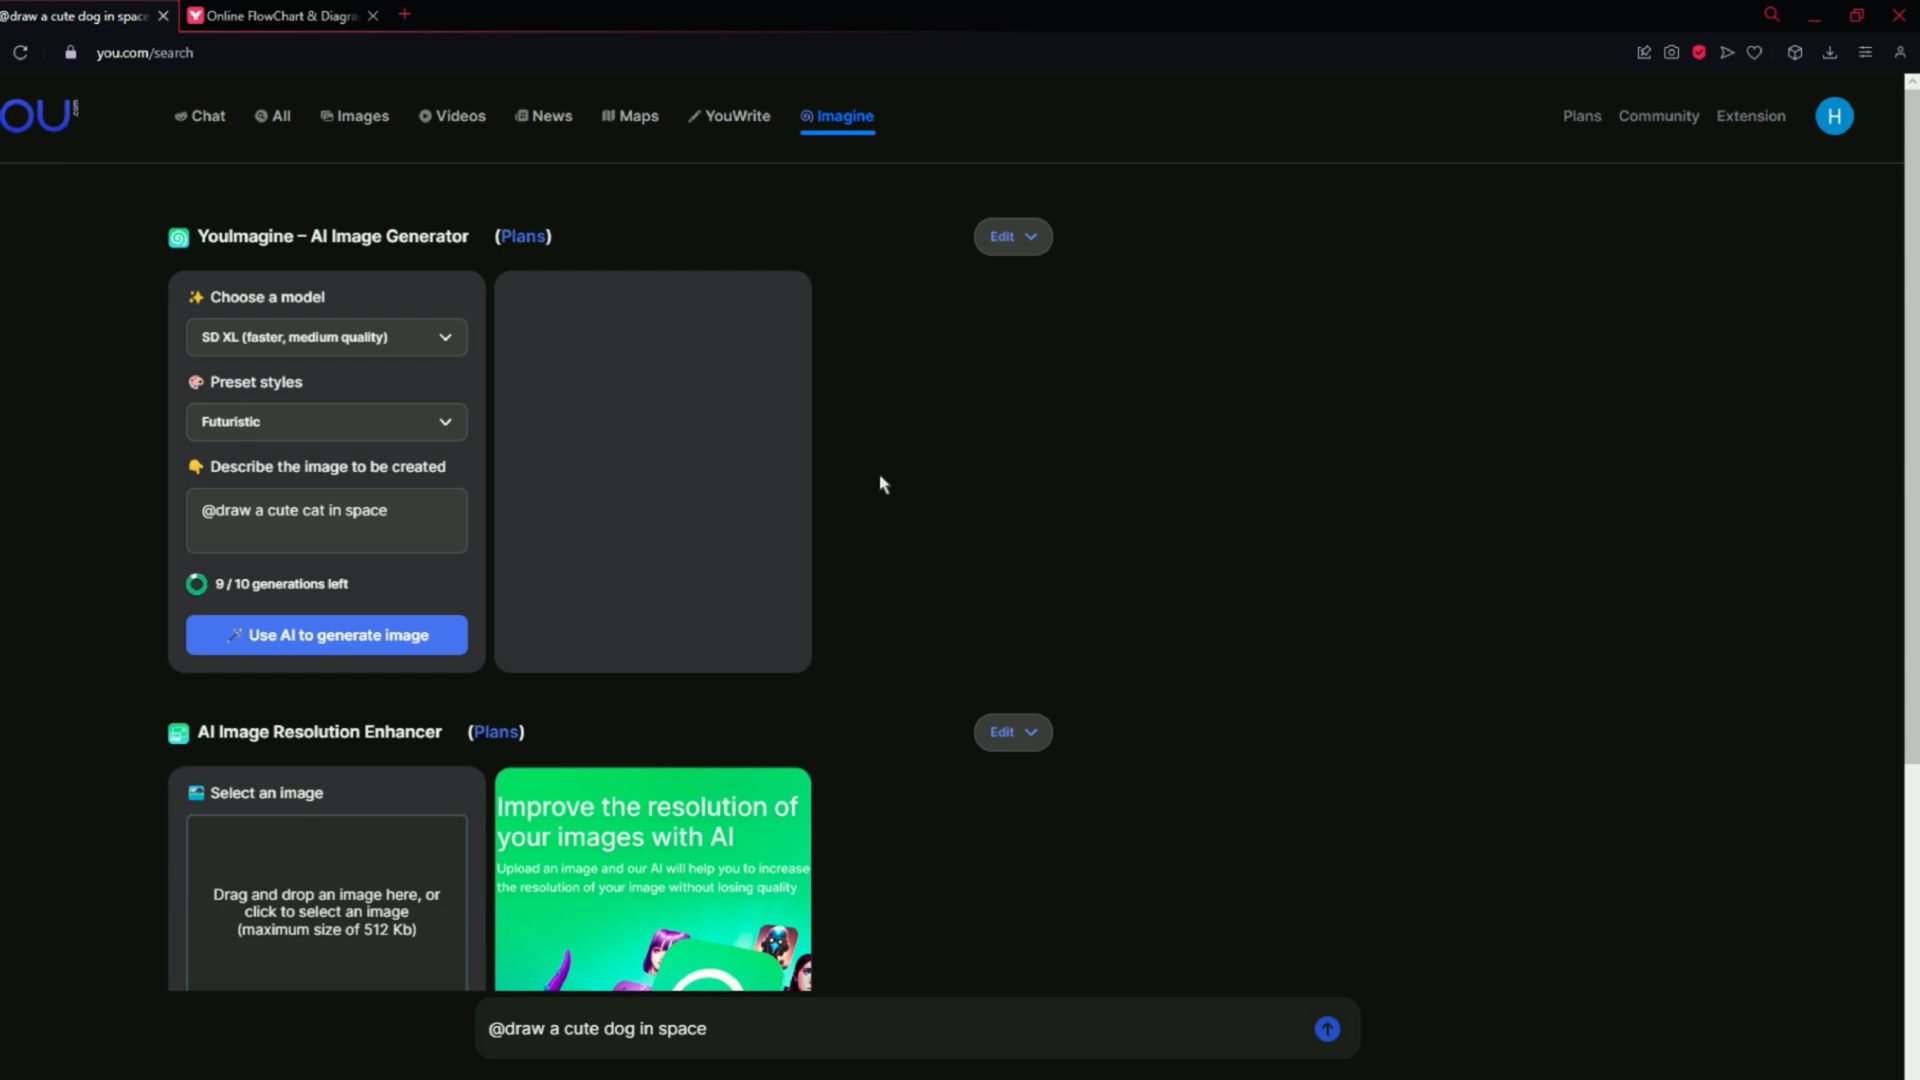 @draw a cute dog in space
Online FlowChart & Diagra
you.com/search
OU.com
Chat
All
Images
Videos
News
Maps
YouWrite
Imagine
Plans
Community
Extension
H
YouImagine – AI Image Generator (Plans)
Edit
Choose a model
SD XL (faster, medium quality)
Preset styles
Futuristic
Describe the image to be created
@draw a cute cat in space
9 / 10 generations left
Use AI to generate image
AI Image Resolution Enhancer (Plans)
Edit
Select an image
Drag and drop an image here, or
click to select an image
(maximum size of 512 Kb)
Improve the resolution of
your images with AI
Upload an image and our AI will help you to increase
the resolution of your image without losing quality
@draw a cute dog in space